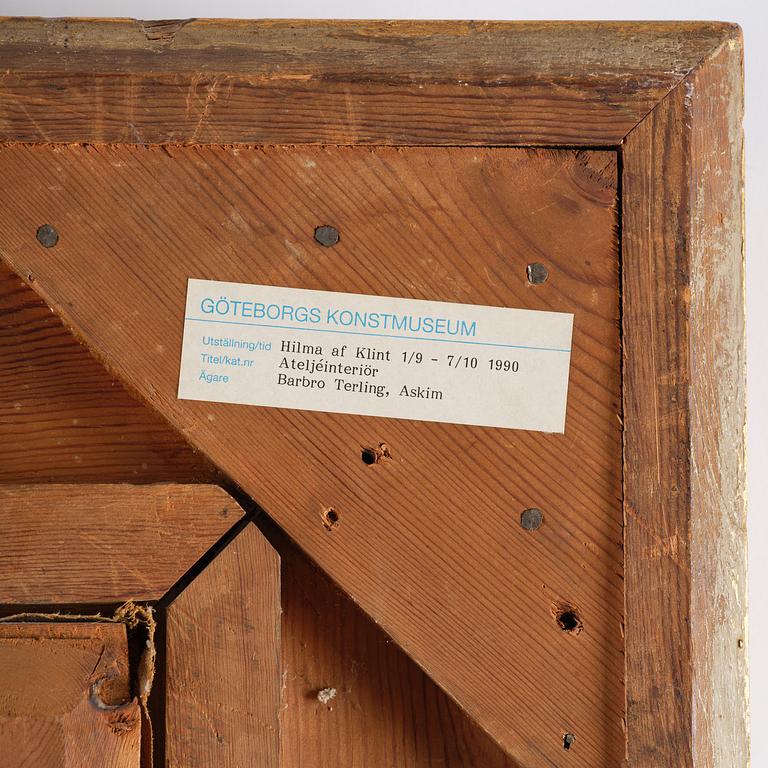 GÖTEBORGS KONSTMUSEUM
Utställning/tid Hilma af Klint 1/9 - 7/10 1990
Titel/kat.nr Ateljéinteriör
Ägare Barbro Terling, Askim